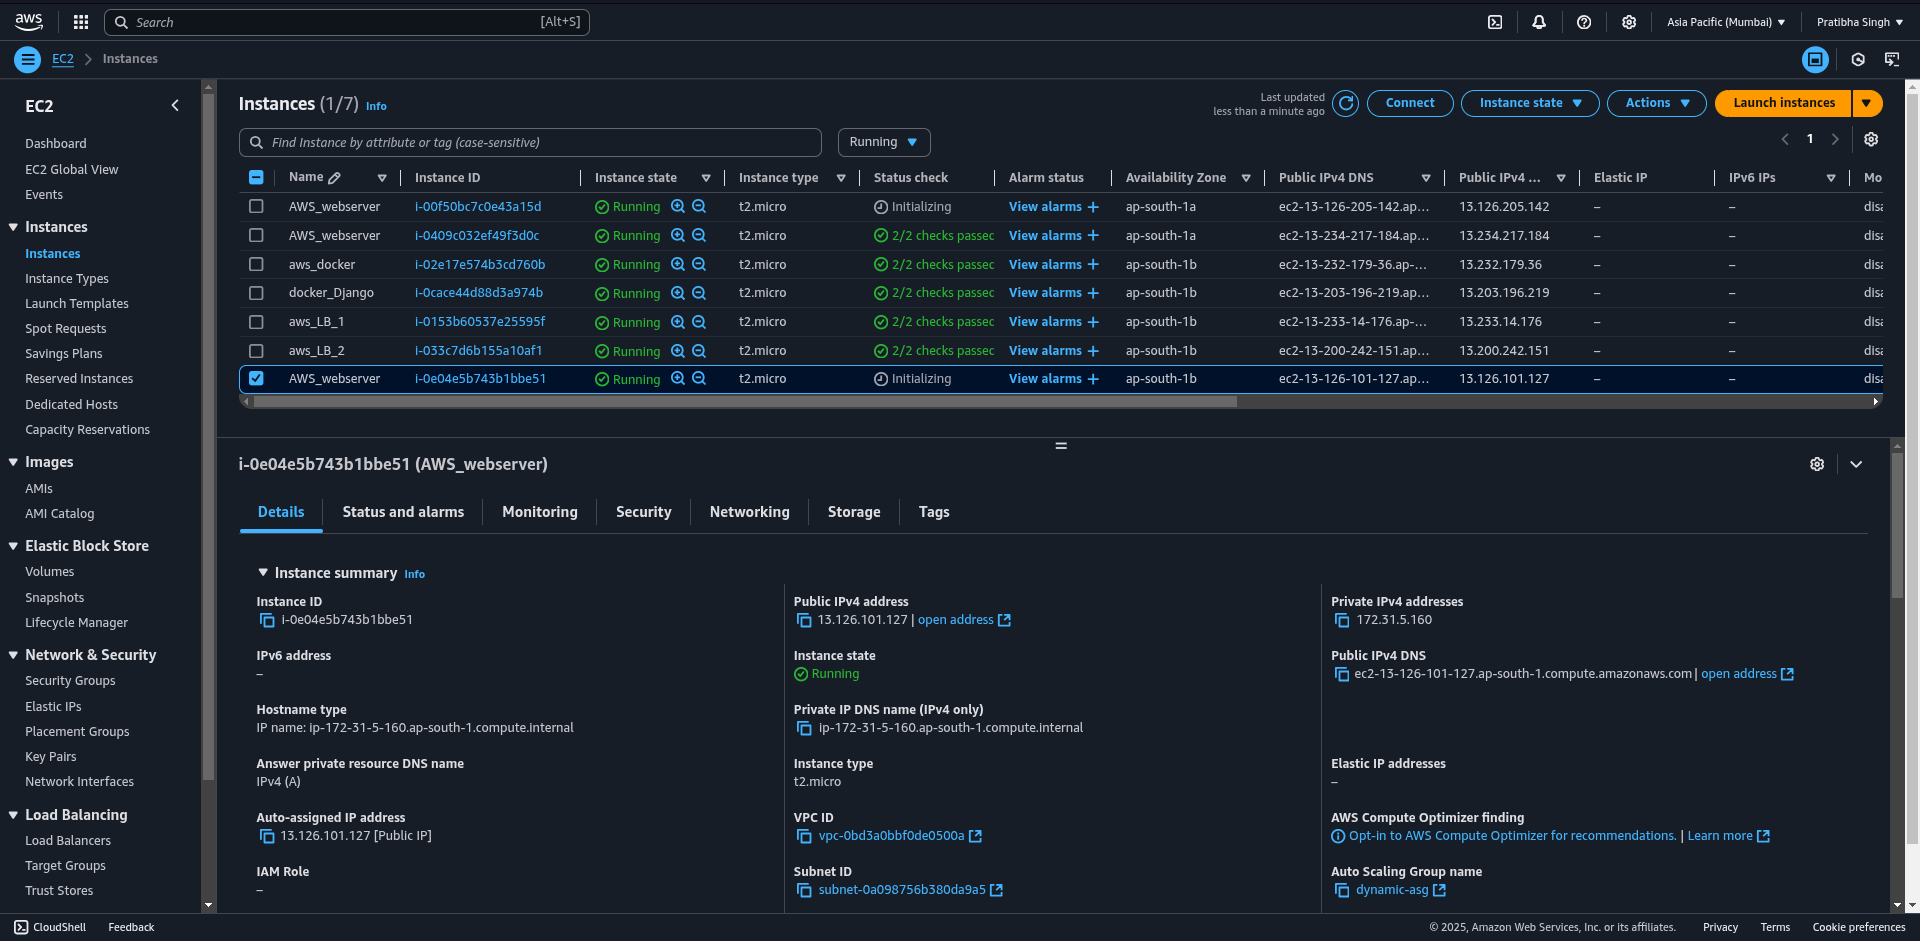 aws
Search [Alt+S]
Asia Pacific (Mumbai)
Pratibha Singh
EC2
Instances
EC2
Dashboard
EC2 Global View
Events
Instances
Instances
Instance Types
Launch Templates
Spot Requests
Savings Plans
Reserved Instances
Dedicated Hosts
Capacity Reservations
Images
AMIs
AMI Catalog
Elastic Block Store
Volumes
Snapshots
Lifecycle Manager
Network & Security
Security Groups
Elastic IPs
Placement Groups
Key Pairs
Network Interfaces
Load Balancing
Load Balancers
Target Groups
Trust Stores
Instances (1/7) Info
Last updated
less than a minute ago
Connect
Instance state
Actions
Launch instances
Find Instance by attribute or tag (case-sensitive)
Running
1
Name Instance ID Instance state Instance type Status check Alarm status Availability Zone Public IPv4 DNS Public IPv4 ... Elastic IP IPv6 IPs Mo
AWS_webserver i-00f50bc7c0e43a15d Running t2.micro Initializing View alarms + ap-south-1a ec2-13-126-205-142.ap... 13.126.205.142 – – disa
AWS_webserver i-0409c032ef49f3d0c Running t2.micro 2/2 checks passec View alarms + ap-south-1a ec2-13-234-217-184.ap... 13.234.217.184 – – disa
aws_docker i-02e17e574b3cd760b Running t2.micro 2/2 checks passec View alarms + ap-south-1b ec2-13-232-179-36.ap-... 13.232.179.36 – – disa
docker_Django i-0cace44d88d3a974b Running t2.micro 2/2 checks passec View alarms + ap-south-1b ec2-13-203-196-219.ap... 13.203.196.219 – – disa
aws_LB_1 i-0153b60537e25595f Running t2.micro 2/2 checks passec View alarms + ap-south-1b ec2-13-233-14-176.ap-... 13.233.14.176 – – disa
aws_LB_2 i-033c7d6b155a10af1 Running t2.micro 2/2 checks passec View alarms + ap-south-1b ec2-13-200-242-151.ap... 13.200.242.151 – – disa
AWS_webserver i-0e04e5b743b1bbe51 Running t2.micro Initializing View alarms + ap-south-1b ec2-13-126-101-127.ap... 13.126.101.127 – – disa
i-0e04e5b743b1bbe51 (AWS_webserver)
Details Status and alarms Monitoring Security Networking Storage Tags
Instance summary Info
Instance ID
i-0e04e5b743b1bbe51
Public IPv4 address
13.126.101.127 | open address
Private IPv4 addresses
172.31.5.160
IPv6 address
–
Instance state
Running
Public IPv4 DNS
ec2-13-126-101-127.ap-south-1.compute.amazonaws.com | open address
Hostname type
IP name: ip-172-31-5-160.ap-south-1.compute.internal
Private IP DNS name (IPv4 only)
ip-172-31-5-160.ap-south-1.compute.internal
Answer private resource DNS name
IPv4 (A)
Instance type
t2.micro
Elastic IP addresses
–
Auto-assigned IP address
13.126.101.127 [Public IP]
VPC ID
vpc-0bd3a0bbf0de0500a
AWS Compute Optimizer finding
Opt-in to AWS Compute Optimizer for recommendations. | Learn more
IAM Role
–
Subnet ID
subnet-0a098756b380da9a5
Auto Scaling Group name
dynamic-asg
CloudShell
Feedback
© 2025, Amazon Web Services, Inc. or its affiliates.
Privacy
Terms
Cookie preferences